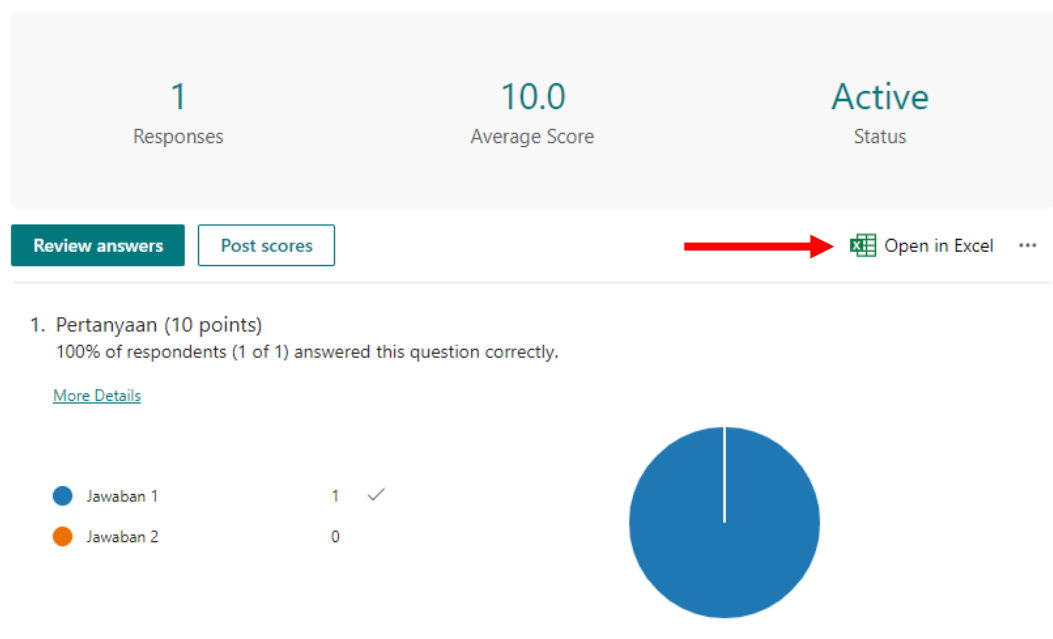 1 10.0 Active
Responses Average Score Status
Review answers Post scores Open in Excel ...
1. Pertanyaan (10 points)
100% of respondents (1 of 1) answered this question correctly.
More Details
Jawaban 1 1
Jawaban 2 0